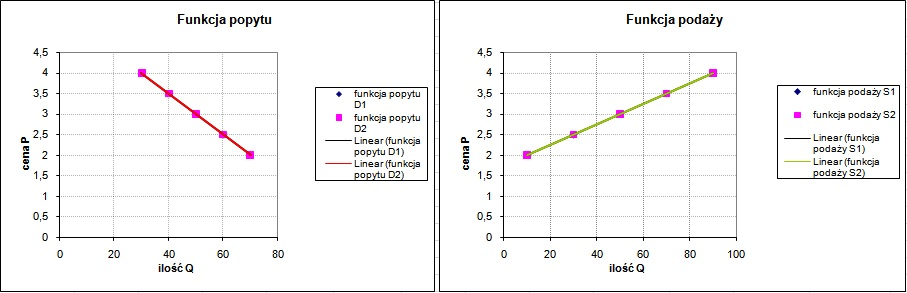 Funkcja popytu
4,5
4
3,5
3
2,5
2
1,5
1
0,5
0
cena P
0 20 40 60 80
ilość Q
funkcja popytu
D1
funkcja popytu
D2
Linear (funkcja
popytu D1)
Linear (funkcja
popytu D2)
Funkcja podaży
4,5
4
3,5
3
2,5
2
1,5
1
0,5
0
cena P
0 20 40 60 80 100
ilość Q
funkcja podaży S1
funkcja podaży S2
Linear (funkcja
podaży S1)
Linear (funkcja
podaży S2)